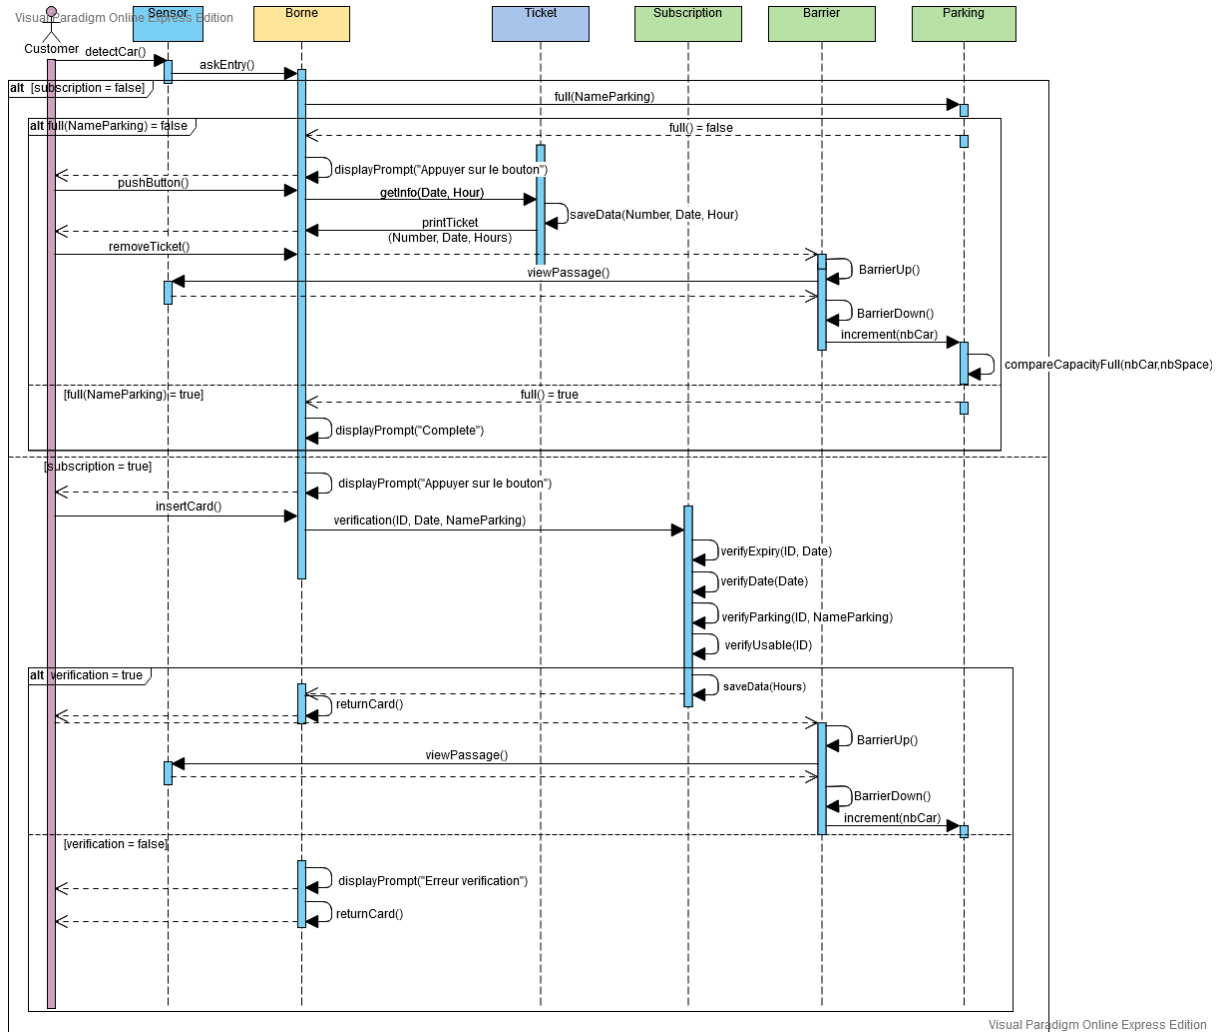 Visual Paradigm Online Express Edition
Sensor
Borne
Ticket
Subscription
Barrier
Parking
Customer
detectCar()
askEntry()
alt [subscription = false]
full(NameParking)
alt full(NameParking) = false
full() = false
displayPrompt("Appuyer sur le bouton")
pushButton()
getInfo(Date, Hour)
saveData(Number, Date, Hour)
printTicket
(Number, Date, Hours)
removeTicket()
BarrierUp()
viewPassage()
BarrierDown()
increment(nbCar)
compareCapacityFull(nbCar,nbSpace)
[full(NameParking) = true]
full() = true
displayPrompt("Complete")
[subscription = true]
displayPrompt("Appuyer sur le bouton")
insertCard()
verification(ID, Date, NameParking)
verifyExpiry(ID, Date)
verifyDate(Date)
verifyParking(ID, NameParking)
verifyUsable(ID)
alt verification = true
saveData(Hours)
returnCard()
BarrierUp()
viewPassage()
BarrierDown()
increment(nbCar)
[verification = false]
displayPrompt("Erreur verification")
returnCard()
Visual Paradigm Online Express Edition